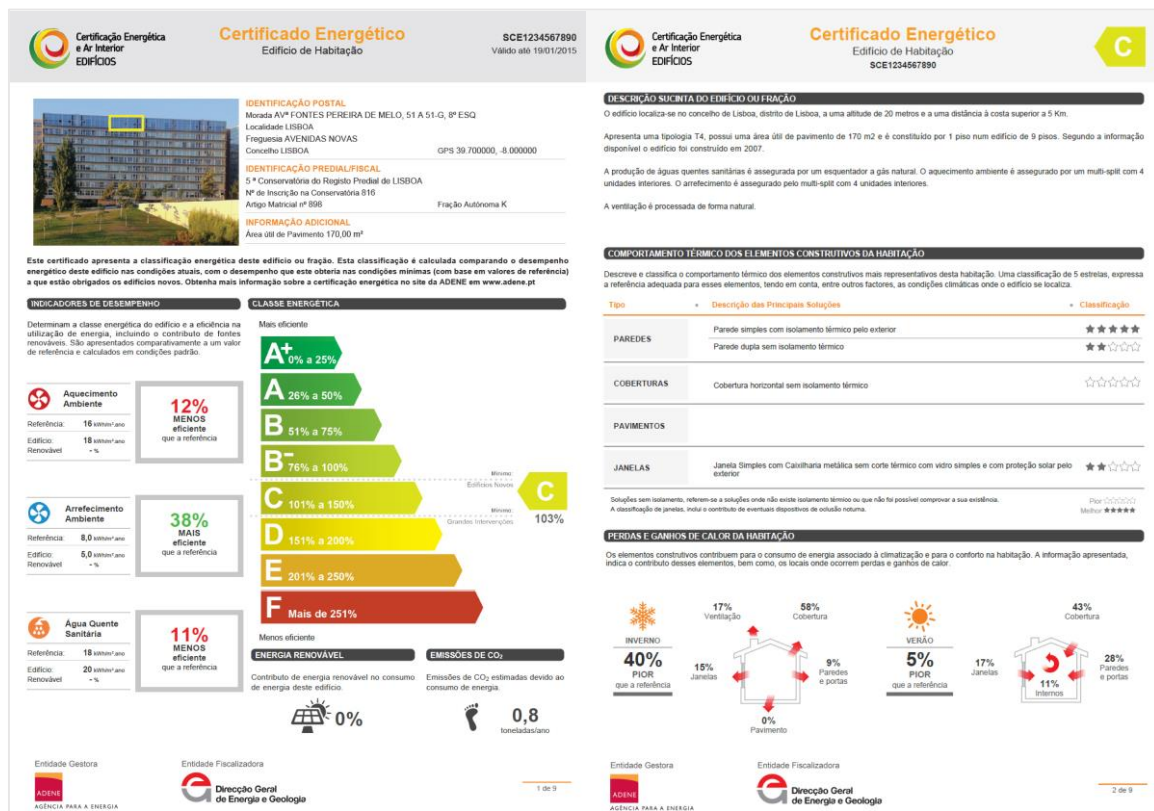 Certificação Energética
e Ar Interior
EDIFÍCIOS
Certificado Energético
Edifício de Habitação
SCE1234567890
Válido até 19/01/2015
IDENTIFICAÇÃO POSTAL
Morada AVª FONTES PEREIRA DE MELO, 51 A 51-G, 8º ESQ
Localidade LISBOA
Freguesia AVENIDAS NOVAS
Concelho LISBOA GPS 39.700000, -8.000000
IDENTIFICAÇÃO PREDIAL/FISCAL
5 ª Conservatória do Registo Predial de LISBOA
Nº de Inscrição na Conservatória 816
Artigo Matricial nº 898 Fração Autónoma K
INFORMAÇÃO ADICIONAL
Área útil de Pavimento 170,00 m²
Este certificado apresenta a classificação energética deste edifício ou fração. Esta classificação é calculada comparando o desempenho
energético deste edifício nas condições atuais, com o desempenho que este obteria nas condições mínimas (com base em valores de referência)
a que estão obrigados os edifícios novos. Obtenha mais informação sobre a certificação energética no site da ADENE em www.adene.pt
INDICADORES DE DESEMPENHO
Determinam a classe energética do edifício e a eficiência na
utilização de energia, incluindo o contributo de fontes
renováveis. São apresentados comparativamente a um valor
de referência e calculados em condições padrão.
Aquecimento
Ambiente
Referência: 16 kWh/m².ano
Edifício: 18 kWh/m².ano
Renovável - %
12%
MENOS
eficiente
que a referência
Arrefecimento
Ambiente
Referência: 8,0 kWh/m².ano
Edifício: 5,0 kWh/m².ano
Renovável - %
38%
MAIS
eficiente
que a referência
Água Quente
Sanitária
Referência: 18 kWh/m².ano
Edifício: 20 kWh/m².ano
Renovável - %
11%
MENOS
eficiente
que a referência
CLASSE ENERGÉTICA
Mais eficiente
A+ 0% a 25%
A 26% a 50%
B 51% a 75%
B- 76% a 100%
Mínimo:
Edifícios Novos
C 101% a 150%
C
103%
Mínimo:
Grandes Intervenções
D 151% a 200%
E 201% a 250%
F Mais de 251%
Menos eficiente
ENERGIA RENOVÁVEL
Contributo de energia renovável no consumo
de energia deste edifício.
0%
EMISSÕES DE CO₂
Emissões de CO₂ estimadas devido ao
consumo de energia.
0,8
toneladas/ano
Entidade Gestora
ADENE
AGÊNCIA PARA A ENERGIA
Entidade Fiscalizadora
Direcção Geral
de Energia e Geologia
1 de 9
Certificação Energética
e Ar Interior
EDIFÍCIOS
Certificado Energético
Edifício de Habitação
SCE1234567890
C
DESCRIÇÃO SUCINTA DO EDIFÍCIO OU FRAÇÃO
O edifício localiza-se no concelho de Lisboa, distrito de Lisboa, a uma altitude de 20 metros e a uma distância à costa superior a 5 Km.
Apresenta uma tipologia T4, possui uma área útil de pavimento de 170 m2 e é constituído por 1 piso num edifício de 9 pisos. Segundo a informação
disponível o edifício foi construído em 2007.
A produção de águas quentes sanitárias é assegurada por um esquentador a gás natural. O aquecimento ambiente é assegurado por um multi-split com 4
unidades interiores. O arrefecimento é assegurado pelo multi-split com 4 unidades interiores.
A ventilação é processada de forma natural.
COMPORTAMENTO TÉRMICO DOS ELEMENTOS CONSTRUTIVOS DA HABITAÇÃO
Descreve e classifica o comportamento térmico dos elementos construtivos mais representativos desta habitação. Uma classificação de 5 estrelas, expressa
a referência adequada para esses elementos, tendo em conta, entre outros factores, as condições climáticas onde o edifício se localiza.
Tipo Descrição das Principais Soluções Classificação
PAREDES
Parede simples com isolamento térmico pelo exterior ★★★★★
Parede dupla sem isolamento térmico ★★☆☆☆
COBERTURAS Cobertura horizontal sem isolamento térmico ☆☆☆☆☆
PAVIMENTOS
JANELAS Janela Simples com Caixilharia metálica sem corte térmico com vidro simples e com proteção solar pelo ★★☆☆☆
exterior
Soluções sem isolamento, referem-se a soluções onde não existe isolamento térmico ou que não foi possível comprovar a sua existência. Pior ☆☆☆☆☆
A classificação de janelas, inclui o contributo de eventuais dispositivos de oclusão noturna. Melhor ★★★★★
PERDAS E GANHOS DE CALOR DA HABITAÇÃO
Os elementos construtivos contribuem para o consumo de energia associado à climatização e para o conforto na habitação. A informação apresentada,
indica o contributo desses elementos, bem como, os locais onde ocorrem perdas e ganhos de calor.
INVERNO
40%
PIOR
que a referência
17%
Ventilação
58%
Cobertura
15%
Janelas
9%
Paredes
e portas
0%
Pavimento
VERÃO
5%
PIOR
que a referência
43%
Cobertura
17%
Janelas
28%
Paredes
e portas
11%
Internos
Entidade Gestora
ADENE
AGÊNCIA PARA A ENERGIA
Entidade Fiscalizadora
Direcção Geral
de Energia e Geologia
2 de 9